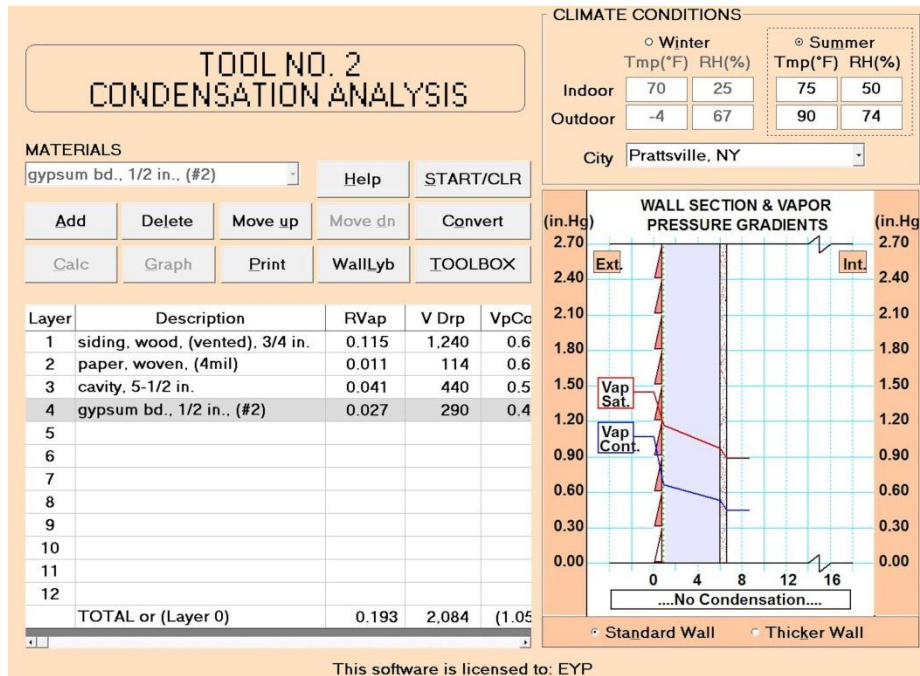 TOOL NO. 2
CONDENSATION ANALYSIS
CLIMATE CONDITIONS
Winter Summer
Tmp(°F) RH(%) Tmp(°F) RH(%)
Indoor 70 25 75 50
Outdoor -4 67 90 74
City Prattsville, NY
MATERIALS
gypsum bd., 1/2 in., (#2) Help START/CLR
Add Delete Move up Move dn Convert
Calc Graph Print WallLyb TOOLBOX
Layer Description RVap V Drp VpCo
1 siding, wood, (vented), 3/4 in. 0.115 1,240 0.6
2 paper, woven, (4mil) 0.011 114 0.6
3 cavity, 5-1/2 in. 0.041 440 0.5
4 gypsum bd., 1/2 in., (#2) 0.027 290 0.4
5
6
7
8
9
10
11
12
TOTAL or (Layer 0) 0.193 2,084 (1.05
WALL SECTION & VAPOR
(in.Hg) PRESSURE GRADIENTS (in.Hg
2.70 2.70
Ext. Int.
2.40 2.40
2.10 2.10
1.80 1.80
1.50 1.50
Vap
Sat.
1.20 1.20
Vap
Cont.
0.90 0.90
0.60 0.60
0.30 0.30
0.00 0.00
0 4 8 12 16
....No Condensation....
Standard Wall Thicker Wall
This software is licensed to: EYP